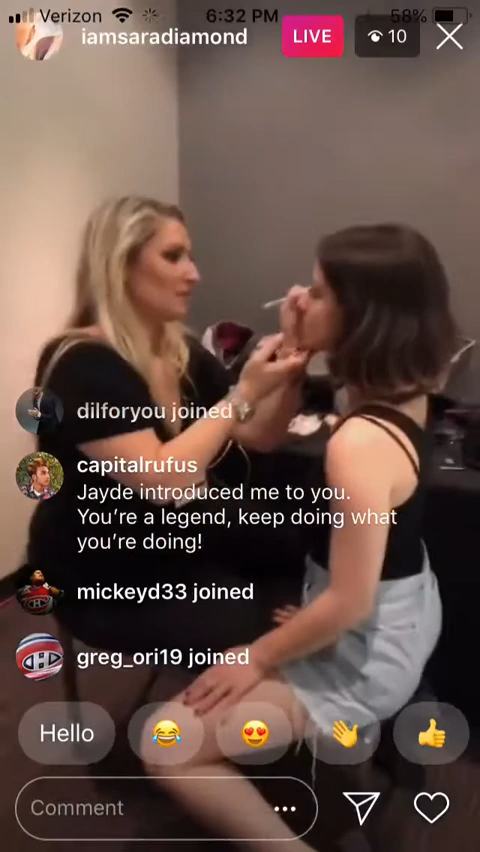 Verizon 6:32 PM 58%
iamsaradiamond LIVE 10
dilforyou joined
capitalrufus
Jayde introduced me to you.
You're a legend, keep doing what
you're doing!
mickeyd33 joined
greg_ori19 joined
Hello
Comment